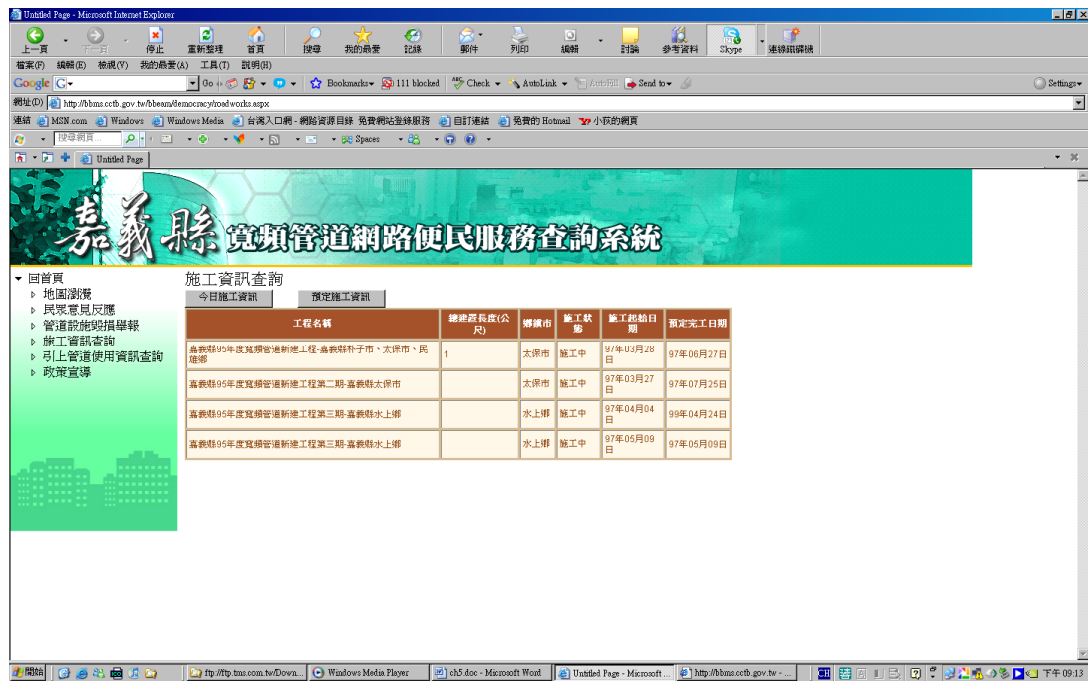 Untitled Page - Microsoft Internet Explorer
上一頁 下一頁 停止 重新整理 首頁 搜尋 我的最愛 記錄 郵件 列印 編輯 討論 參考資料 Skype 連線鎖碼機
檔案(F) 編輯(E) 檢視(V) 我的最愛(A) 工具(T) 說明(H)
Google G Go Bookmarks 111 blocked ABC Check AutoLink AutoFill Send to Settings
網址(D) http://bbms.cctb.gov.tw/bbeam/democracy/roadworks.aspx
連結 MSN.com Windows Windows Media 台灣入口網 - 網路資源目錄 免費網站登錄服務 自訂連結 免費的 Hotmail 小荻的網頁
搜尋網頁... Spaces
Untitled Page
嘉義縣 寬頻管道網路便民服務查詢系統
回首頁
地圖瀏覽
民眾意見反應
管道設施毀損舉報
施工資訊查詢
引上管道使用資訊查詢
政策宣導
施工資訊查詢
今日施工資訊 預定施工資訊
工程名稱 總建置長度(公尺) 鄉鎮市 施工狀態 施工起始日期 預定完工日期
嘉義縣95年度寬頻管道新建工程-嘉義縣朴子市、太保市、民雄鄉 1 太保市 施工中 97年03月28日 97年06月27日
嘉義縣95年度寬頻管道新建工程第二期-嘉義縣太保市 太保市 施工中 97年03月27日 97年07月25日
嘉義縣95年度寬頻管道新建工程第三期-嘉義縣水上鄉 水上鄉 施工中 97年04月04日 99年04月24日
嘉義縣95年度寬頻管道新建工程第三期-嘉義縣水上鄉 水上鄉 施工中 97年05月09日 97年05月09日
開始 ftp://ftp.tms.com.tw/Down... Windows Media Player ch5.doc - Microsoft Word Untitled Page - Microsoft ... http://bbms.cctb.gov.tw - ... CH 下午 09:13